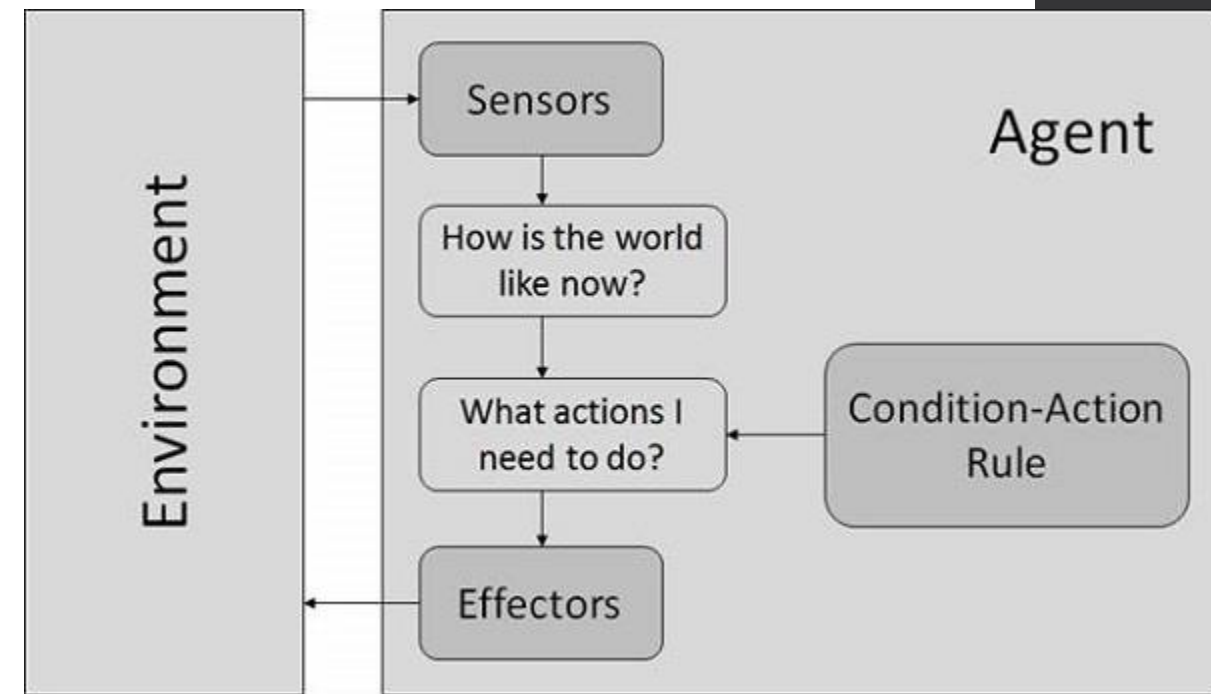 Environment
Agent
Sensors
How is the world
like now?
What actions I
need to do?
Condition-Action
Rule
Effectors